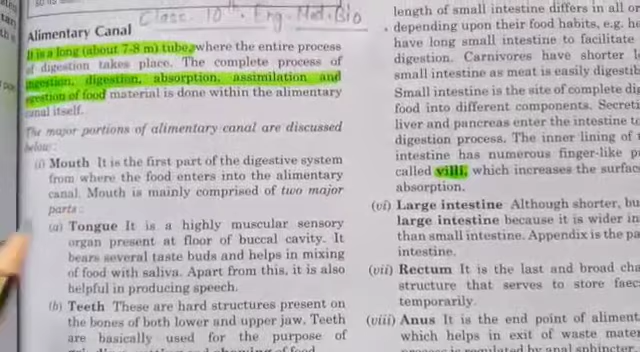 Class 10th. Eng. Med. Bio
Alimentary Canal
It is a long (about 7-8 m) tube, where the entire process
of digestion takes place. The complete process of
ingestion, digestion, absorption, assimilation and
egestion of food material is done within the alimentary
canal itself.
The major portions of alimentary canal are discussed
below:
(i) Mouth It is the first part of the digestive system
from where the food enters into the alimentary
canal. Mouth is mainly comprised of two major
parts :
(a) Tongue It is a highly muscular sensory
organ present at floor of buccal cavity. It
bears several taste buds and helps in mixing
of food with saliva. Apart from this, it is also
helpful in producing speech.
(b) Teeth These are hard structures present on
the bones of both lower and upper jaw. Teeth
are basically used for the purpose of
of food
length of small intestine differs in all or
depending upon their food habits, e.g.
have long small intestine to facilitate
digestion. Carnivores have shorter
small intestine as meat is easily
Small intestine is the site of complete
food into different components.
liver and pancreas enter the intestine
digestion process. The inner lining of
intestine has numerous finger-like
called villi, which increases the
absorption.
(vi) Large intestine Although shorter,
large intestine because it is wider in
than small intestine. Appendix is the
intestine.
(vii) Rectum It is the last and broad
structure that serves to store
temporarily.
(viii) Anus It is the end point of
which helps in exit of waste
is regulated by anal sphincter.